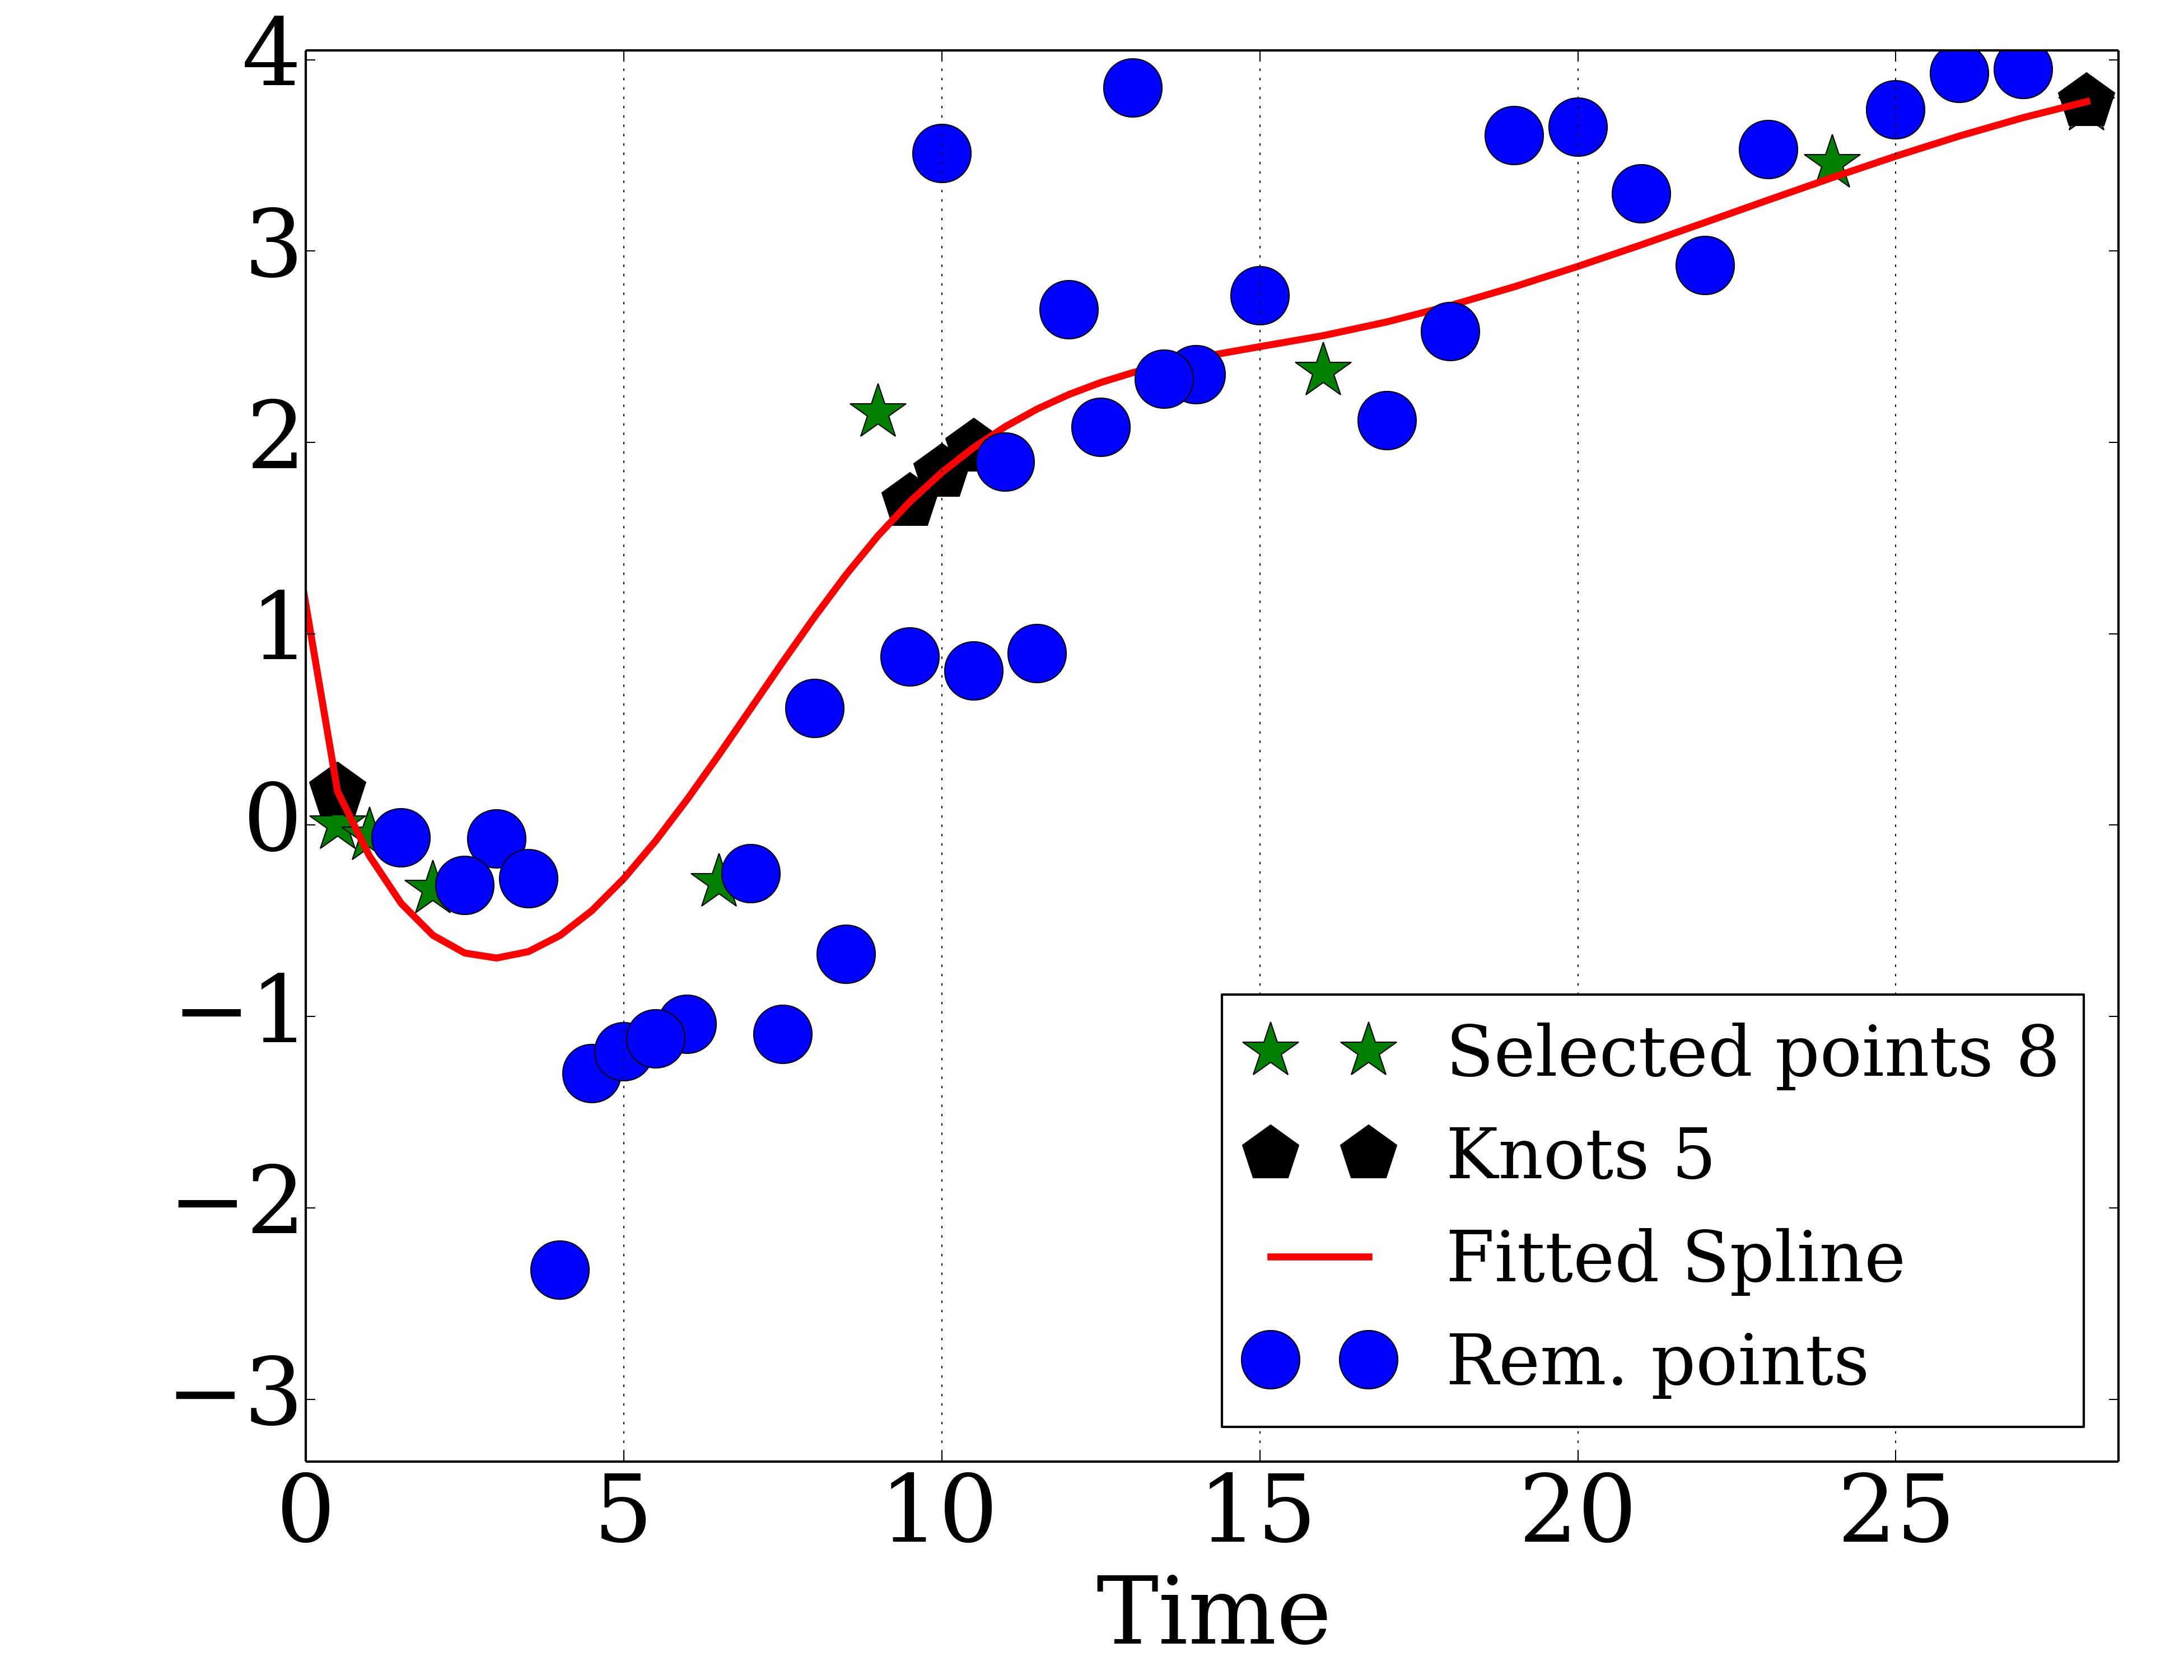 4
3
2
1
0
−1
−2
−3
0 5 10 15 20 25
Time
Selected points 8
Knots 5
Fitted Spline
Rem. points